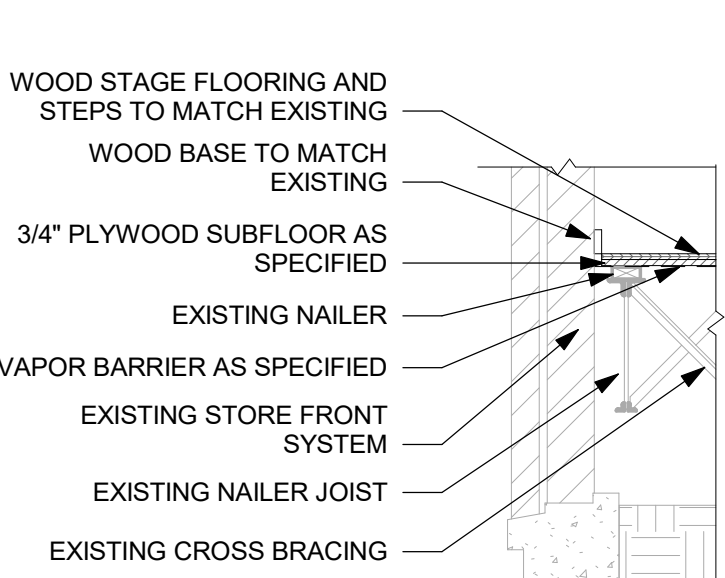 WOOD STAGE FLOORING AND
STEPS TO MATCH EXISTING
WOOD BASE TO MATCH
EXISTING
3/4" PLYWOOD SUBFLOOR AS
SPECIFIED
EXISTING NAILER
VAPOR BARRIER AS SPECIFIED
EXISTING STORE FRONT
SYSTEM
EXISTING NAILER JOIST
EXISTING CROSS BRACING